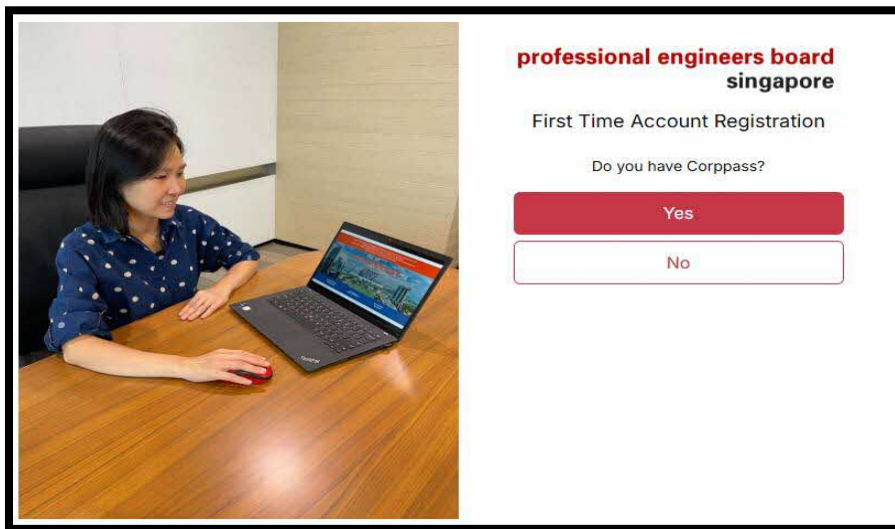 professional engineers board
singapore
First Time Account Registration
Do you have Corppass?
Yes
No